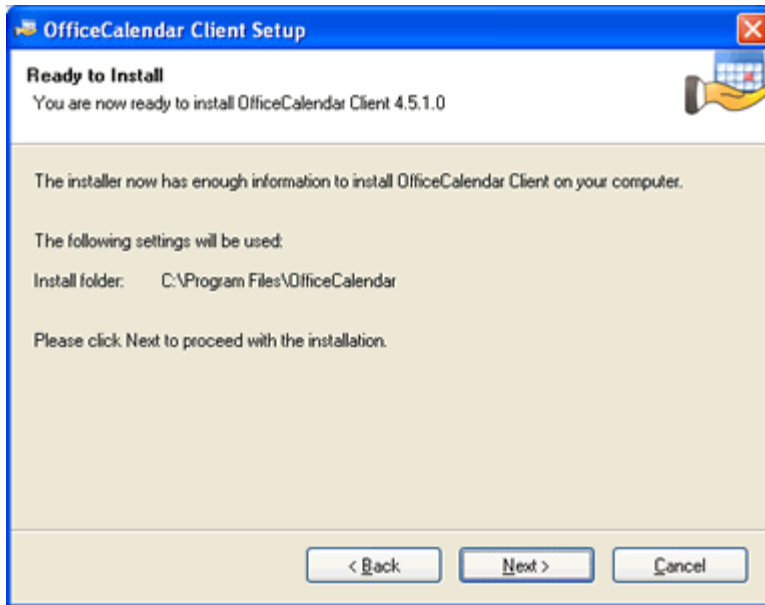 OfficeCalendar Client Setup
Ready to Install
You are now ready to install OfficeCalendar Client 4.5.1.0
The installer now has enough information to install OfficeCalendar Client on your computer.
The following settings will be used:
Install folder: C:\Program Files\OfficeCalendar
Please click Next to proceed with the installation.
< Back Next > Cancel